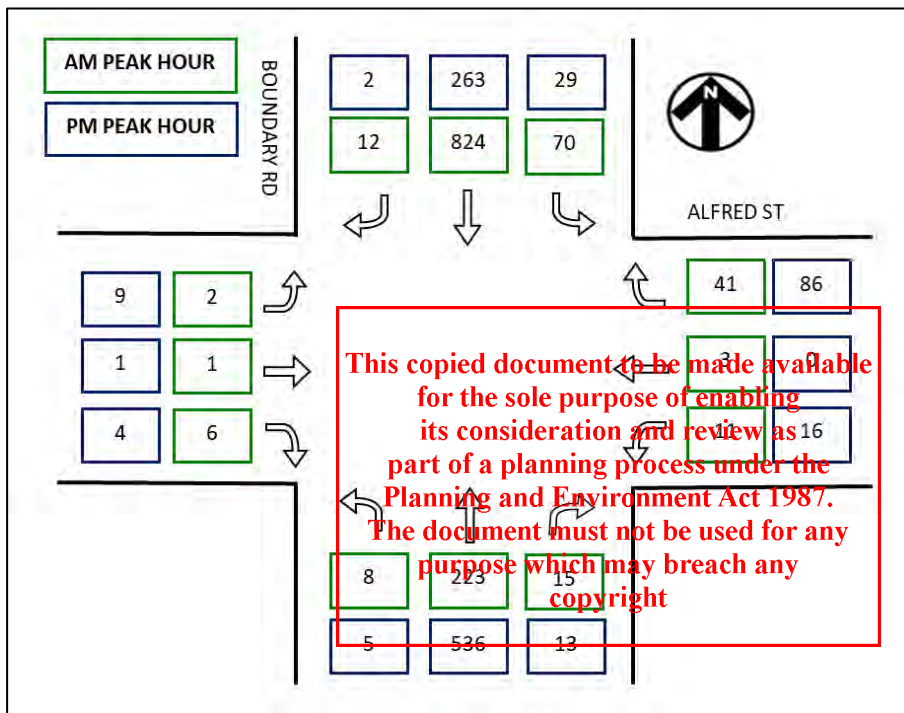 AM PEAK HOUR
PM PEAK HOUR
BOUNDARY RD
2 263 29
12 824 70
N
ALFRED ST
9 2
1 1
4 6
41 86
3 0
11 16
8 223 15
5 536 13
This copied document to be made available
for the sole purpose of enabling
its consideration and review as
part of a planning process under the
Planning and Environment Act 1987.
The document must not be used for any
purpose which may breach any
copyright